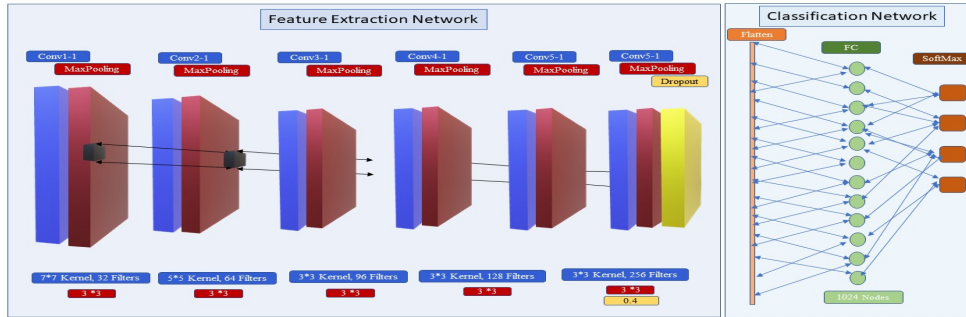 Feature Extraction Network
Classification Network
Conv1-1
MaxPooling
Conv2-1
MaxPooling
Conv3-1
MaxPooling
Conv4-1
MaxPooling
Conv5-1
MaxPooling
Conv5-1
MaxPooling
Dropout
Flatten
FC
SoftMax
7*7 Kernel, 32 Filters
3 *3
5*5 Kernel, 64 Filters
3 *3
3*3 Kernel, 96 Filters
3 *3
3*3 Kernel, 128 Filters
3 *3
3*3 Kernel, 256 Filters
3 *3
0.4
1024 Nodes